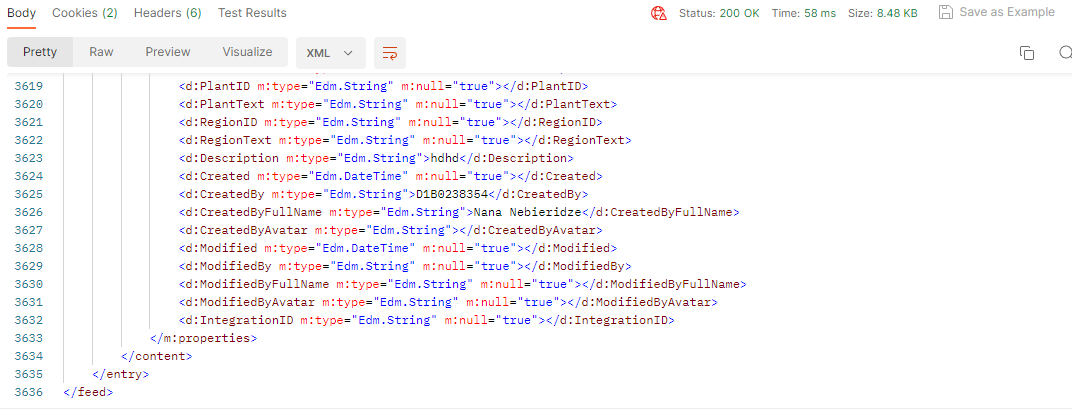 Body Cookies (2) Headers (6) Test Results Status: 200 OK Time: 58 ms Size: 8.48 KB Save as Example
Pretty Raw Preview Visualize XML
3619 <d:PlantID m:type="Edm.String" m:null="true"></d:PlantID>
3620 <d:PlantText m:type="Edm.String" m:null="true"></d:PlantText>
3621 <d:RegionID m:type="Edm.String" m:null="true"></d:RegionID>
3622 <d:RegionText m:type="Edm.String" m:null="true"></d:RegionText>
3623 <d:Description m:type="Edm.String">hdhd</d:Description>
3624 <d:Created m:type="Edm.DateTime" m:null="true"></d:Created>
3625 <d:CreatedBy m:type="Edm.String">D1B0238354</d:CreatedBy>
3626 <d:CreatedByFullName m:type="Edm.String">Nana Nebieridze</d:CreatedByFullName>
3627 <d:CreatedByAvatar m:type="Edm.String"></d:CreatedByAvatar>
3628 <d:Modified m:type="Edm.DateTime" m:null="true"></d:Modified>
3629 <d:ModifiedBy m:type="Edm.String" m:null="true"></d:ModifiedBy>
3630 <d:ModifiedByFullName m:type="Edm.String" m:null="true"></d:ModifiedByFullName>
3631 <d:ModifiedByAvatar m:type="Edm.String" m:null="true"></d:ModifiedByAvatar>
3632 <d:IntegrationID m:type="Edm.String" m:null="true"></d:IntegrationID>
3633 </m:properties>
3634 </content>
3635 </entry>
3636 </feed>